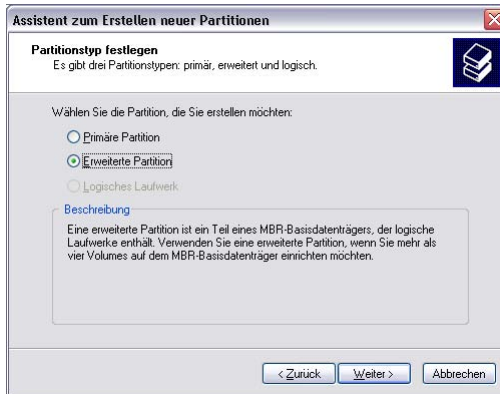 Assistent zum Erstellen neuer Partitionen
Partitionstyp festlegen
Es gibt drei Partitionstypen: primär, erweitert und logisch.
Wählen Sie die Partition, die Sie erstellen möchten:
Primäre Partition
Erweiterte Partition
Logisches Laufwerk
Beschreibung
Eine erweiterte Partition ist ein Teil eines MBR-Basisdatenträgers, der logische
Laufwerke enthält. Verwenden Sie eine erweiterte Partition, wenn Sie mehr als
vier Volumes auf dem MBR-Basisdatenträger einrichten möchten.
< Zurück Weiter > Abbrechen